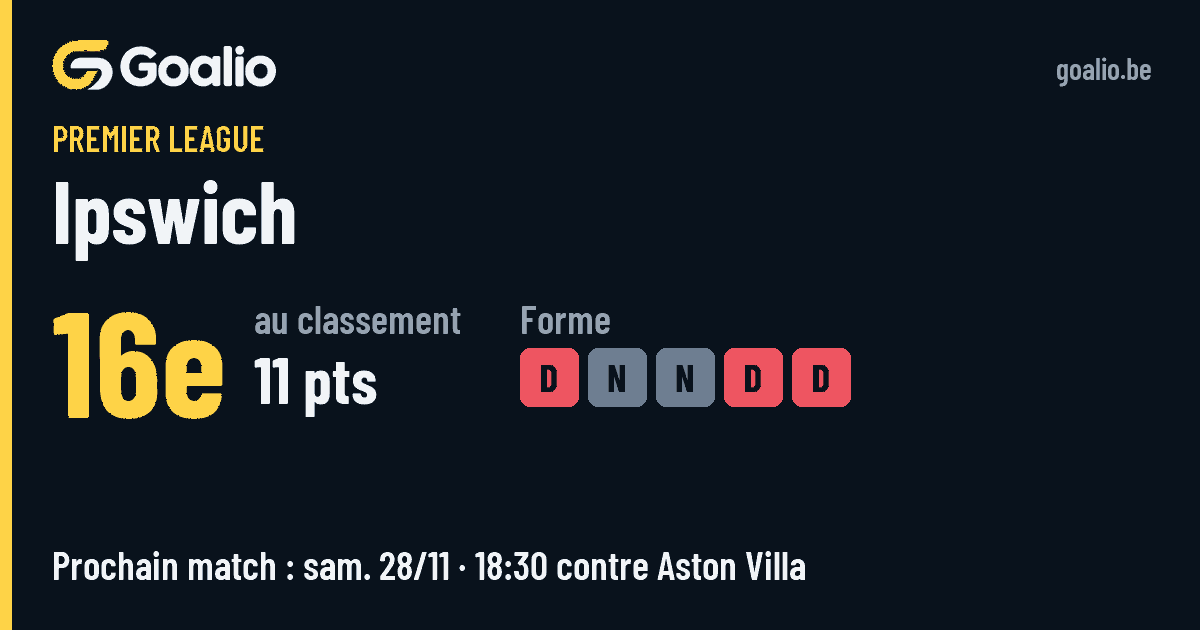 Goalio
goalio.be
PREMIER LEAGUE
Ipswich
16e
au classement
11 pts
Forme
D N N D D
Prochain match : sam. 28/11 · 18:30 contre Aston Villa